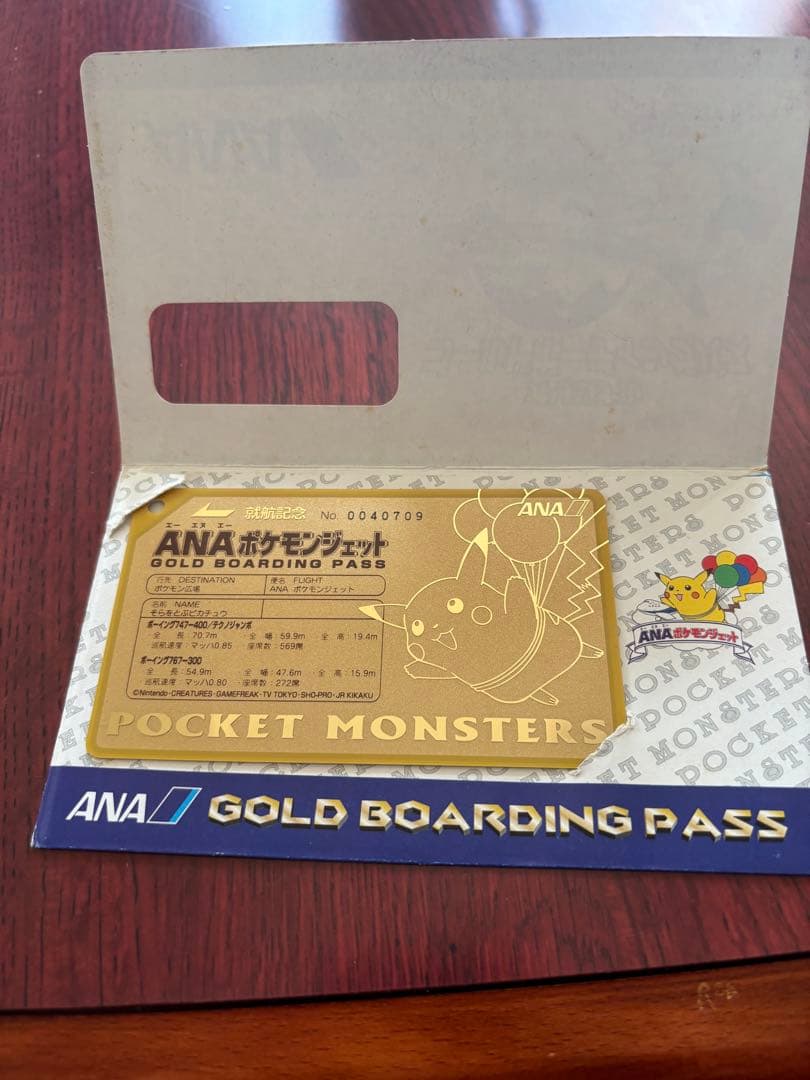 就航記念 No. 0040709
ANA
エー エヌ エー
ANAポケモンジェット
GOLD BOARDING PASS
行先 DESTINATION
ポケモン広場
便名 FLIGHT
ANA ポケモンジェット
名前 NAME
そらをとぶピカチュウ
ボーイング747-400/テクノジャンボ
全 長：70.7m ・全 幅：59.9m ・全 高：19.4m
巡航速度：マッハ0.85 ・座席数：569席
ボーイング767-300
全 長：54.9m ・全 幅：47.6m ・全 高：15.9m
巡航速度：マッハ0.80 ・座席数：272席
©Nintendo・CREATURES・GAMEFREAK・TV TOKYO・SHO-PRO・JR KIKAKU
POCKET MONSTERS
ANAポケモンジェット
POCKET MONSTERS
ANA GOLD BOARDING PASS